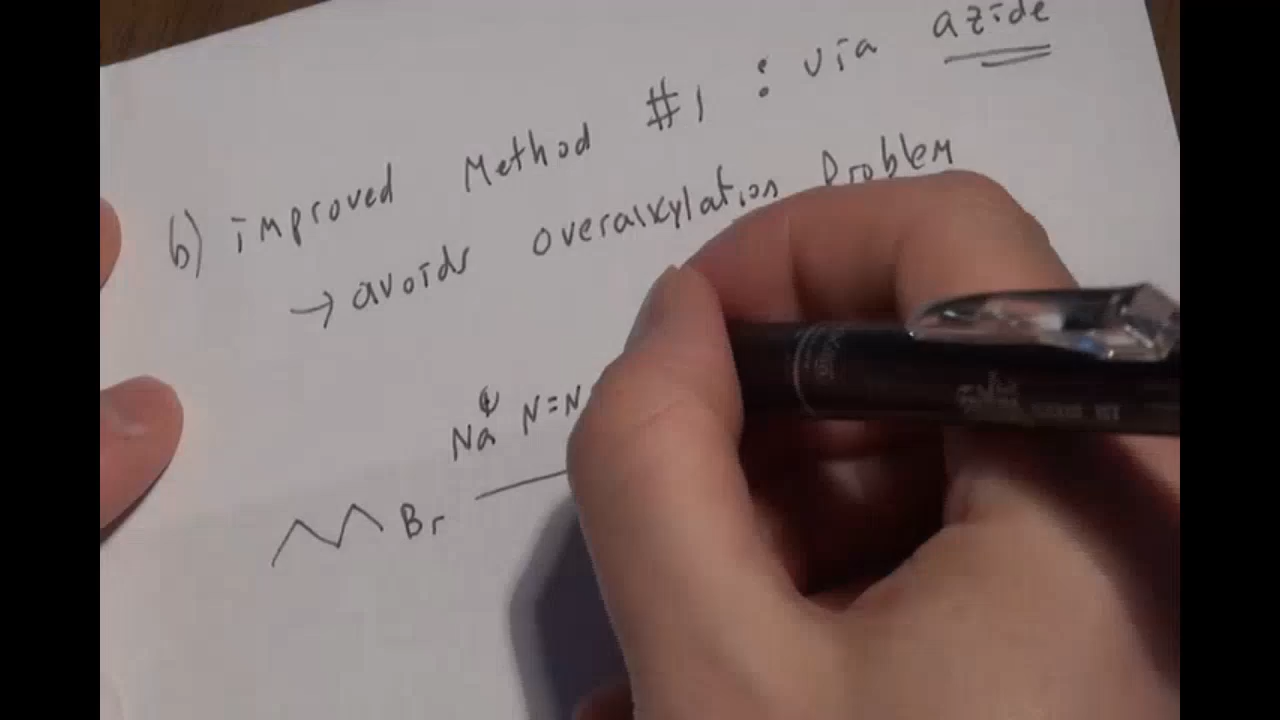 b) improved Method #1 : via azide
→ avoids overalkylation Problem
Na⊕ N=N
Br